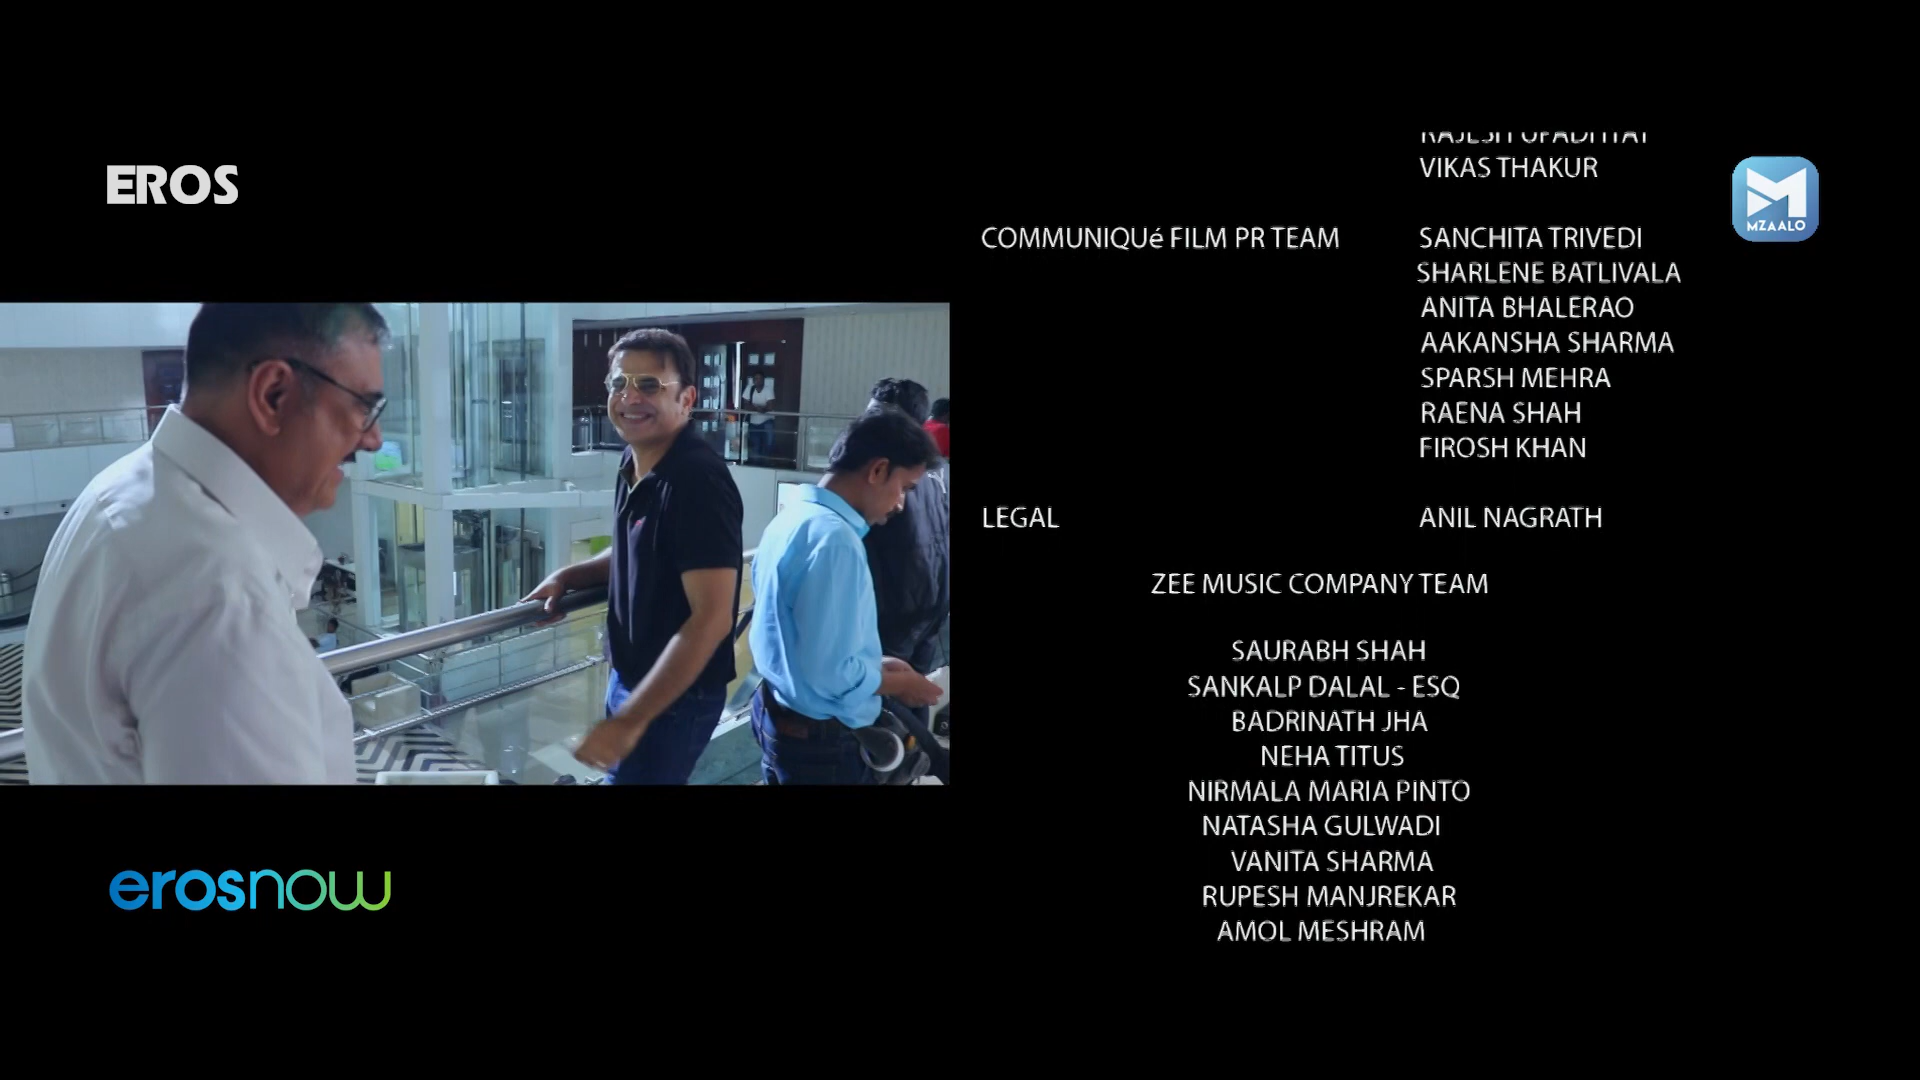 EROS
VIKAS THAKUR
MZAALO
COMMUNIQUé FILM PR TEAM SANCHITA TRIVEDI
SHARLENE BATLIVALA
ANITA BHALERAO
AAKANSHA SHARMA
SPARSH MEHRA
RAENA SHAH
FIROSH KHAN
LEGAL ANIL NAGRATH
ZEE MUSIC COMPANY TEAM
SAURABH SHAH
SANKALP DALAL - ESQ
BADRINATH JHA
NEHA TITUS
NIRMALA MARIA PINTO
NATASHA GULWADI
VANITA SHARMA
RUPESH MANJREKAR
AMOL MESHRAM
erosnow